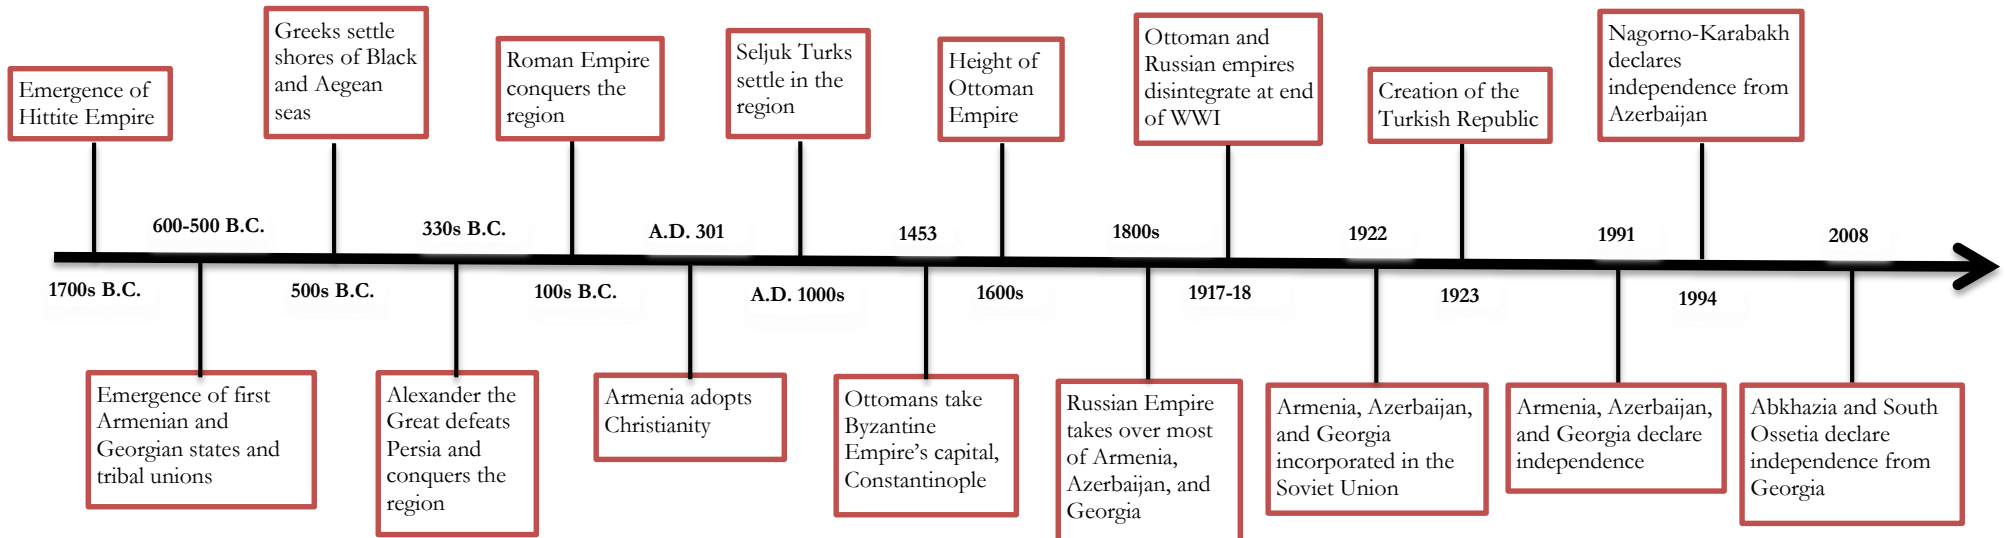 Emergence of
Hittite Empire
Greeks settle
shores of Black
and Aegean
seas
Roman Empire
conquers the
region
Seljuk Turks
settle in the
region
Height of
Ottoman
Empire
Ottoman and
Russian empires
disintegrate at end
of WWI
Creation of the
Turkish Republic
Nagorno-Karabakh
declares
independence from
Azerbaijan
600-500 B.C.
330s B.C.
A.D. 301
1453
1800s
1922
1991
2008
1700s B.C.
500s B.C.
100s B.C.
A.D. 1000s
1600s
1917-18
1923
1994
Emergence of first
Armenian and
Georgian states and
tribal unions
Alexander the
Great defeats
Persia and
conquers the
region
Armenia adopts
Christianity
Ottomans take
Byzantine
Empire’s capital,
Constantinople
Russian Empire
takes over most
of Armenia,
Azerbaijan, and
Georgia
Armenia, Azerbaijan,
and Georgia
incorporated in the
Soviet Union
Armenia, Azerbaijan,
and Georgia declare
independence
Abkhazia and South
Ossetia declare
independence from
Georgia